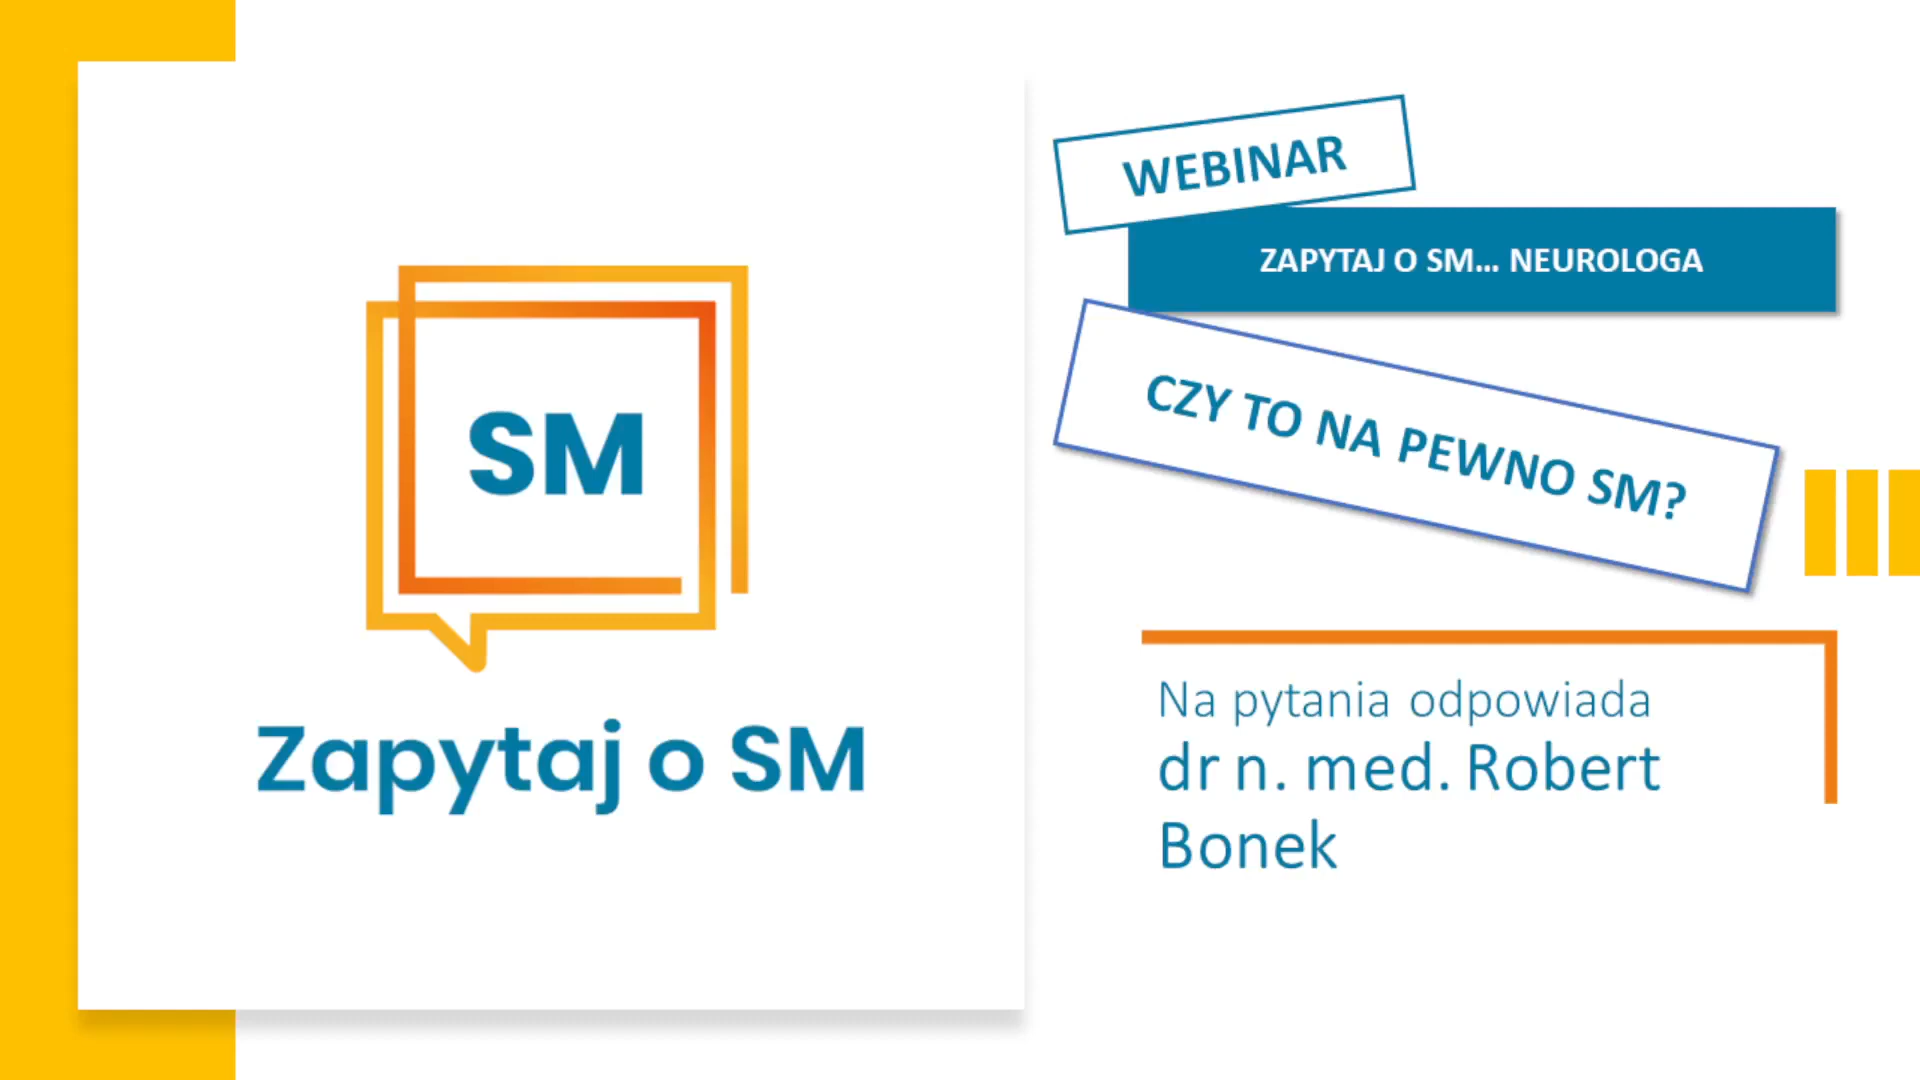 SM
Zapytaj o SM
WEBINAR
ZAPYTAJ O SM... NEUROLOGA
CZY TO NA PEWNO SM?
Na pytania odpowiada
dr n. med. Robert
Bonek